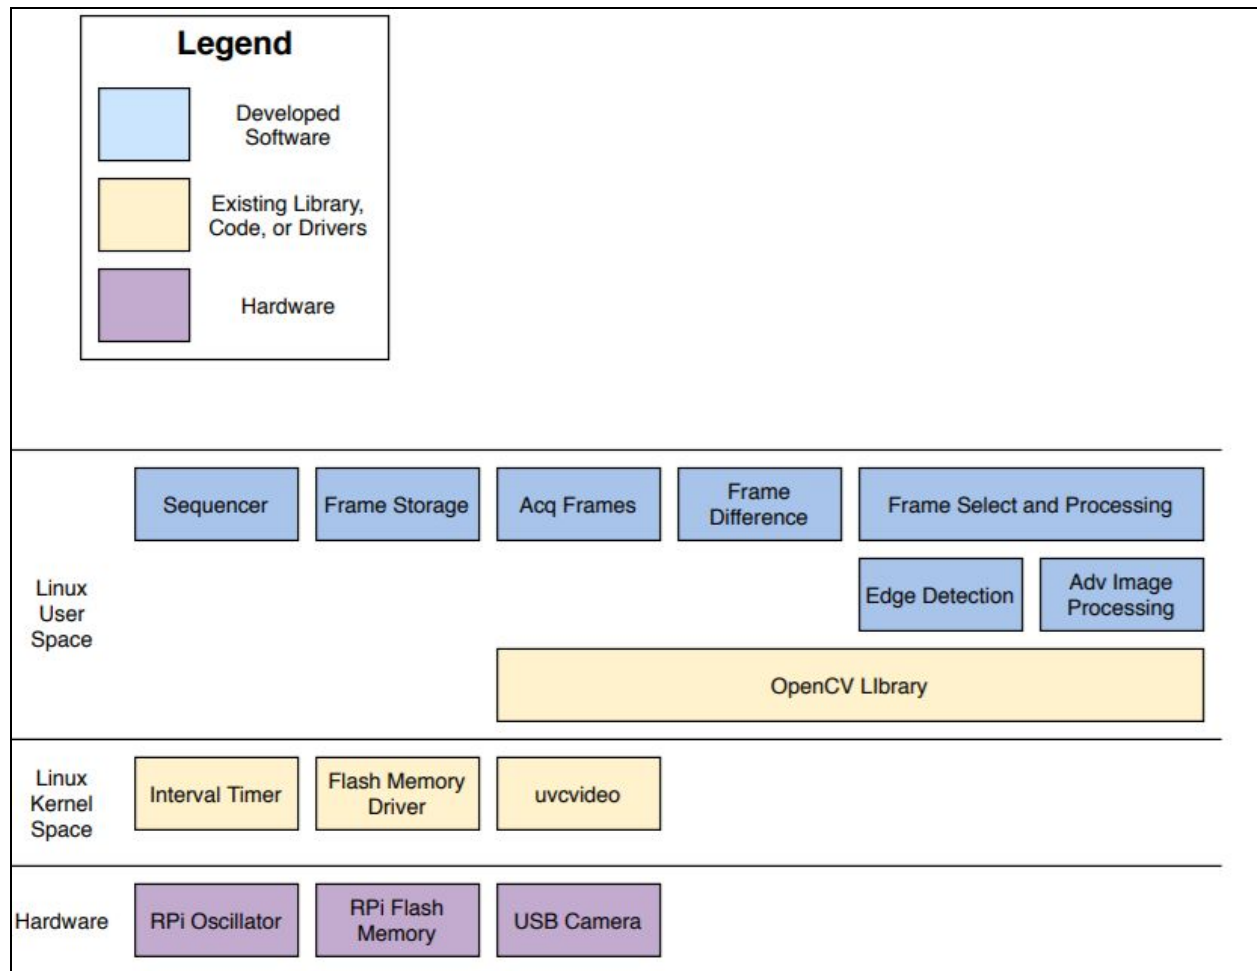 Legend
Developed
Software
Existing Library,
Code, or Drivers
Hardware
Sequencer
Frame Storage
Acq Frames
Frame
Difference
Frame Select and Processing
Linux
User
Space
Edge Detection
Adv Image
Processing
OpenCV LIbrary
Linux
Kernel
Space
Interval Timer
Flash Memory
Driver
uvcvideo
Hardware
RPi Oscillator
RPi Flash
Memory
USB Camera